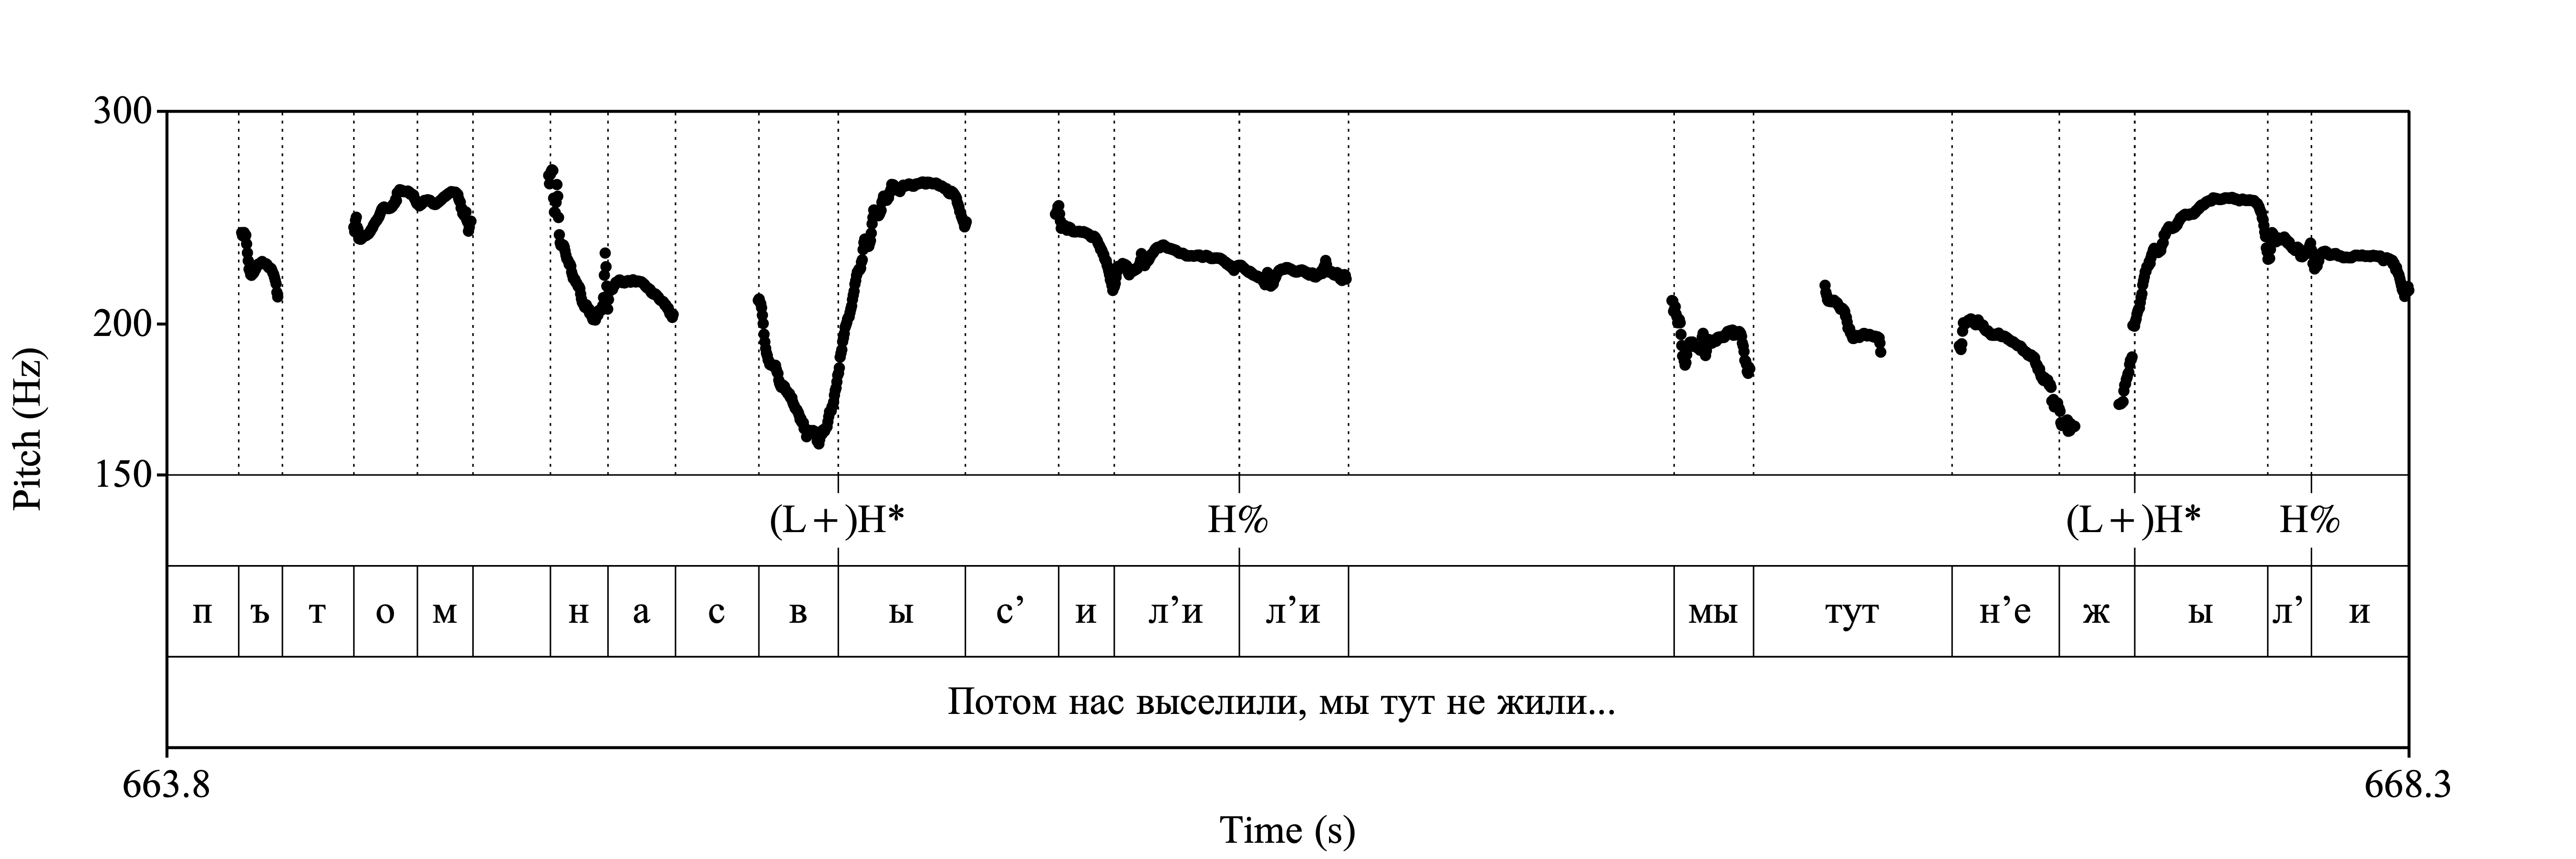 300
200
150
Pitch (Hz)
(L+)H* H% (L+)H* H%
п ъ т о м н а с в ы с’ и л’и л’и мы тут н’е ж ы л’ и
Потом нас выселили, мы тут не жили...
663.8 668.3
Time (s)